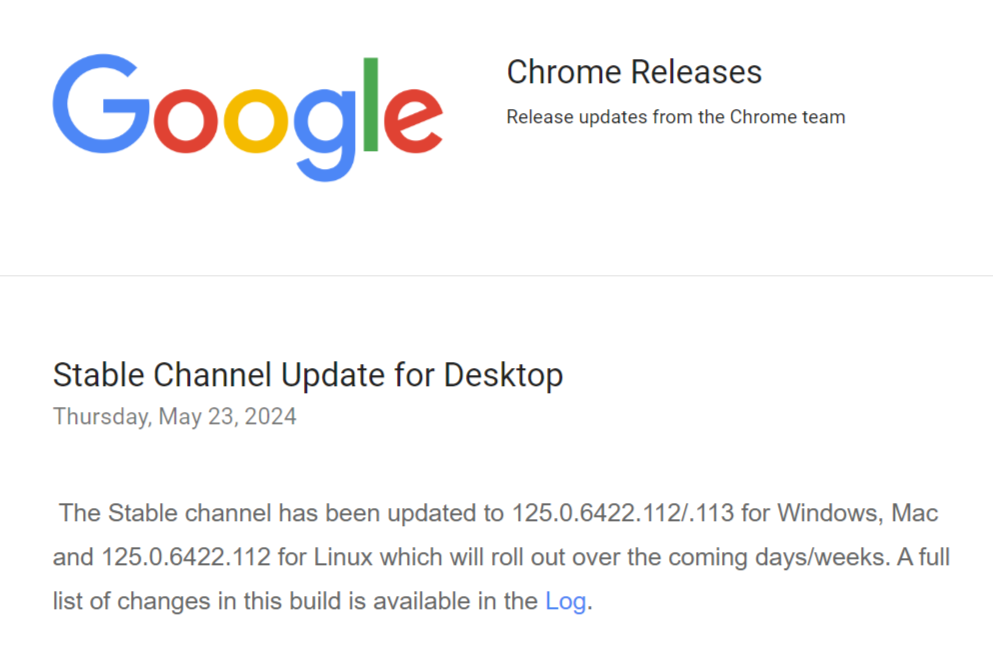 Google
Chrome Releases
Release updates from the Chrome team
Stable Channel Update for Desktop
Thursday, May 23, 2024
The Stable channel has been updated to 125.0.6422.112/.113 for Windows, Mac
and 125.0.6422.112 for Linux which will roll out over the coming days/weeks. A full
list of changes in this build is available in the Log.